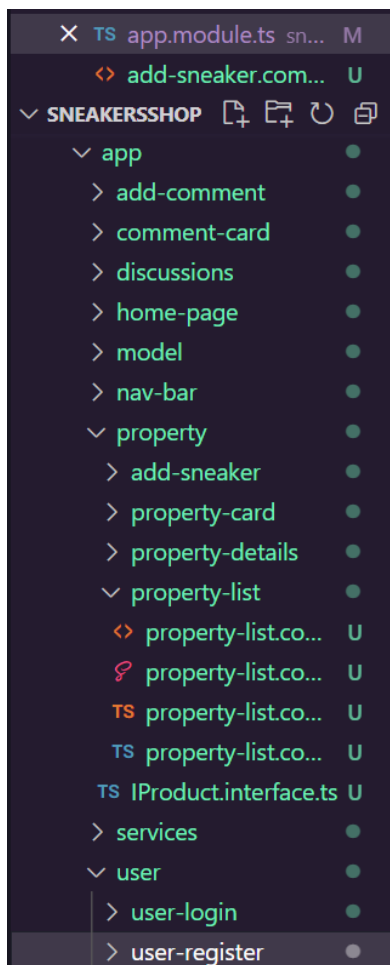 TS app.module.ts sn... M
<> add-sneaker.com... U
SNEAKERSSHOP
app
add-comment
comment-card
discussions
home-page
model
nav-bar
property
add-sneaker
property-card
property-details
property-list
<> property-list.co... U
property-list.co... U
TS property-list.co... U
TS property-list.co... U
TS IProduct.interface.ts U
services
user
user-login
user-register